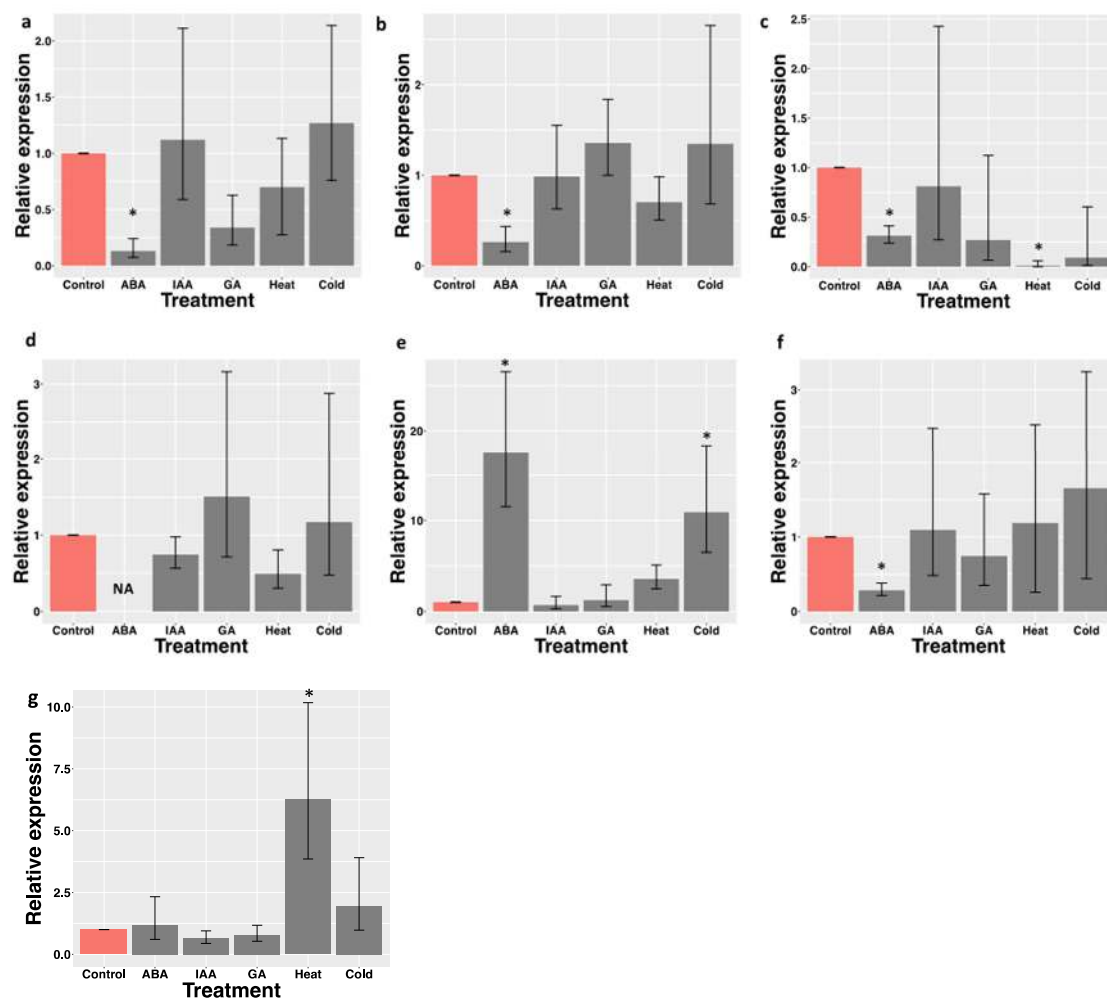 a
Relative expression
2.0
1.5
1.0
0.5
0.0
*
Control ABA IAA GA Heat Cold
Treatment
b
Relative expression
2
1
0
*
Control ABA IAA GA Heat Cold
Treatment
c
Relative expression
2.5
2.0
1.5
1.0
0.5
0.0
* *
Control ABA IAA GA Heat Cold
Treatment
d
Relative expression
3
2
1
0
NA
Control ABA IAA GA Heat Cold
Treatment
e
Relative expression
20
10
0
* *
Control ABA IAA GA Heat Cold
Treatment
f
Relative expression
3
2
1
0
*
Control ABA IAA GA Heat Cold
Treatment
g
Relative expression
10.0
7.5
5.0
2.5
0.0
*
Control ABA IAA GA Heat Cold
Treatment